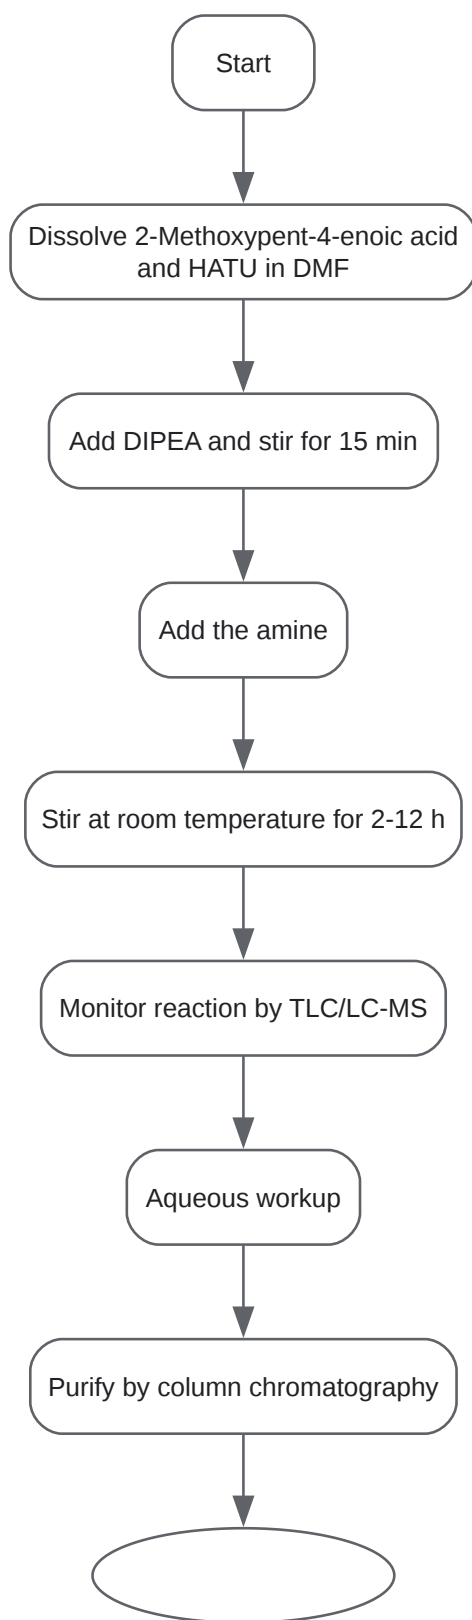 Start
Dissolve 2-Methoxypent-4-enoic acid
and HATU in DMF
Add DIPEA and stir for 15 min
Add the amine
Stir at room temperature for 2-12 h
Monitor reaction by TLC/LC-MS
Aqueous workup
Purify by column chromatography